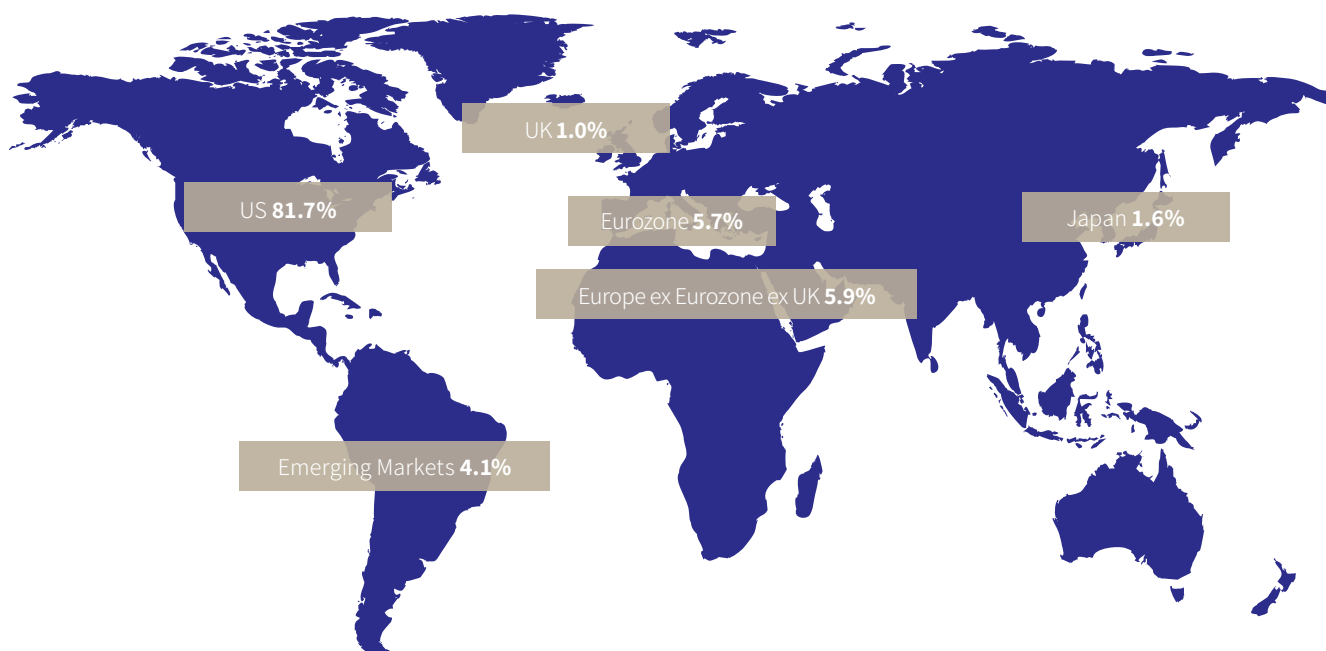 UK 1.0%
US 81.7%
Eurozone 5.7%
Japan 1.6%
Europe ex Eurozone ex UK 5.9%
Emerging Markets 4.1%